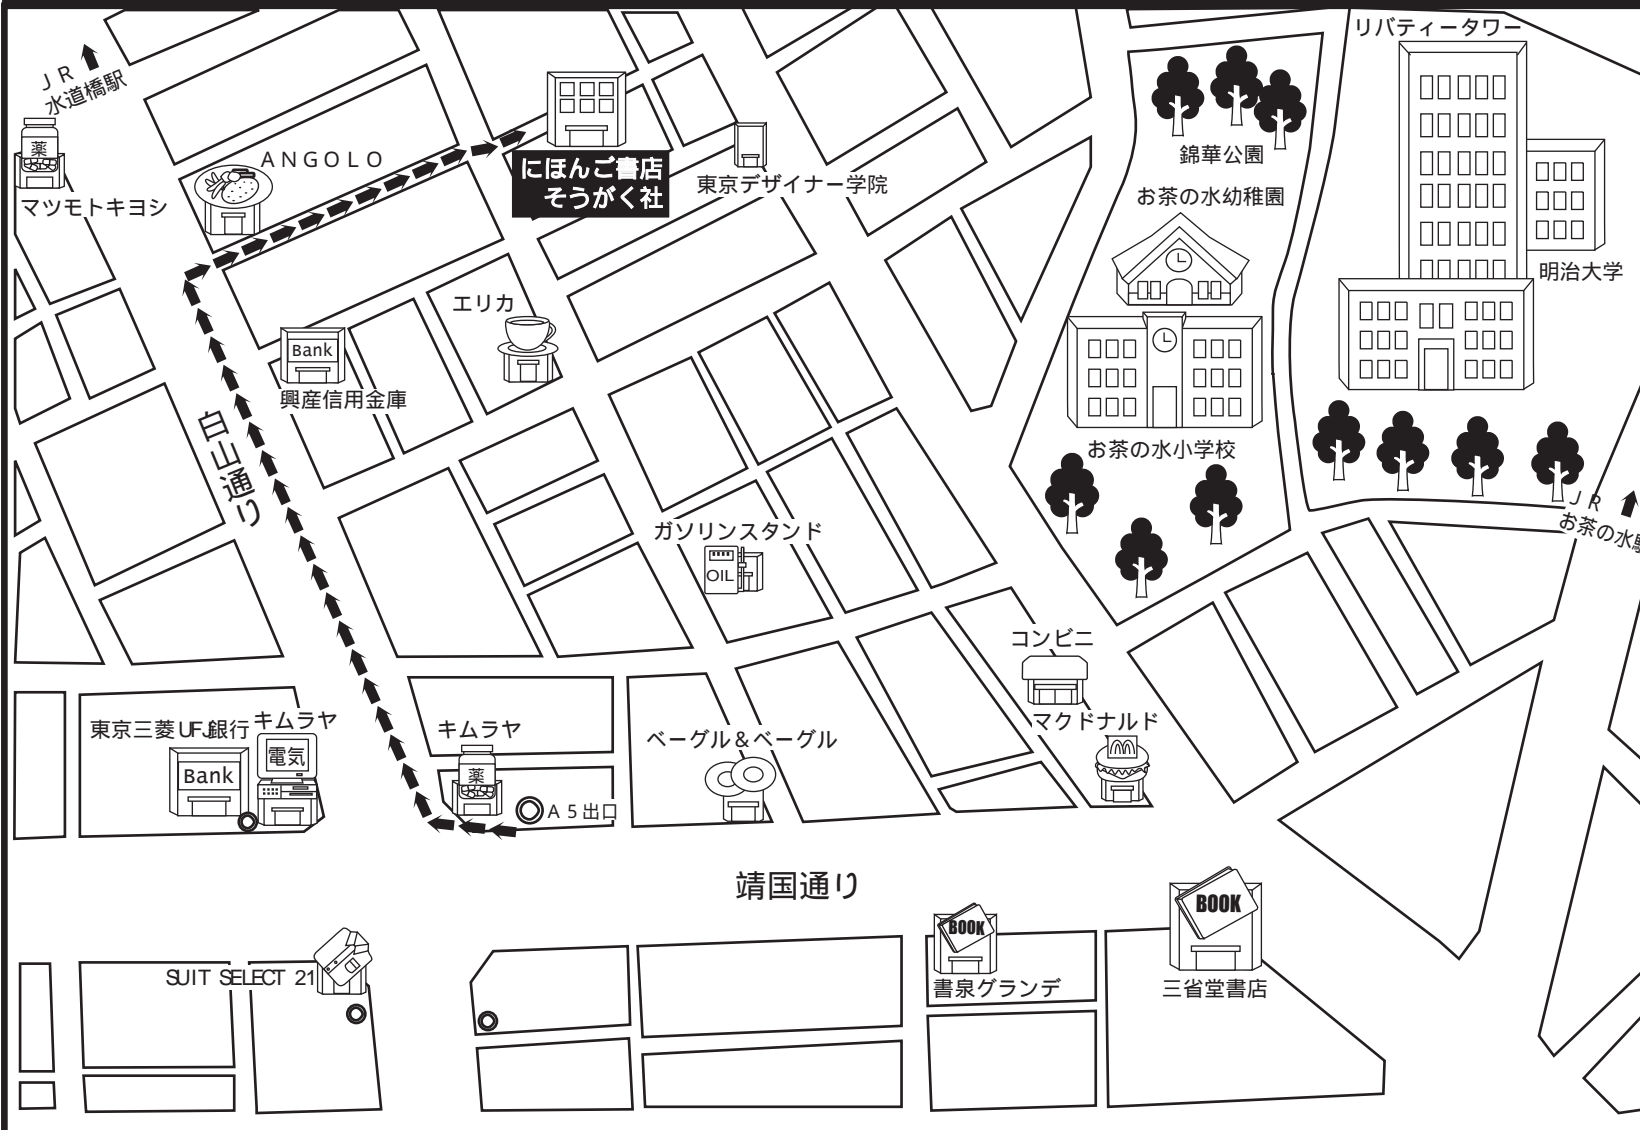 リバティータワー
ＪＲ
水道橋駅
薬
マツモトキヨシ
ＡＮＧＯＬＯ
にほんご書店
そうがく社
東京デザイナー学院
錦華公園
お茶の水幼稚園
明治大学
エリカ
Bank
興産信用金庫
白山通り
お茶の水小学校
ＪＲ
お茶の水駅
ガソリンスタンド
OIL
コンビニ
マクドナルド
東京三菱UFJ銀行
キムラヤ
Bank
電気
キムラヤ
薬
Ａ５出口
ベーグル＆ベーグル
靖国通り
BOOK
書泉グランデ
BOOK
三省堂書店
SUIT SELECT 21